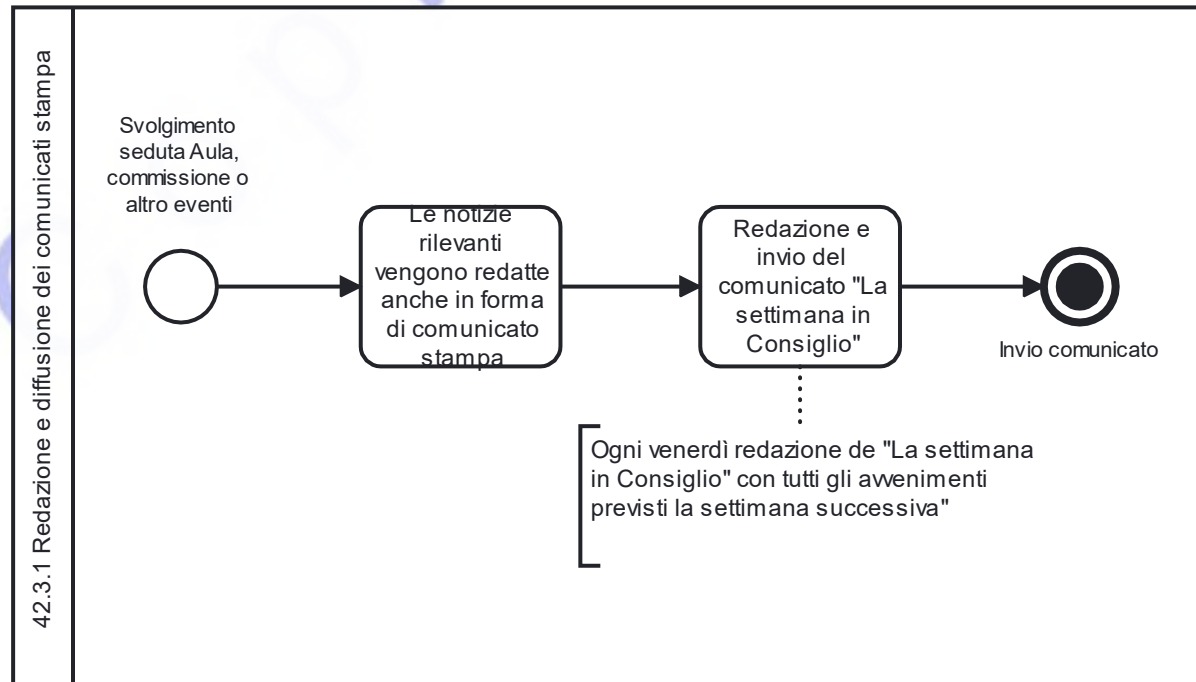 42.3.1 Redazione e diffusione dei comunicati stampa
Svolgimento
seduta Aula,
commissione o
altro eventi
Le notizie
rilevanti
vengono redatte
anche in forma
di comunicato
stampa
Redazione e
invio del
comunicato "La
settimana in
Consiglio"
Invio comunicato
Ogni venerdì redazione de "La settimana
in Consiglio" con tutti gli avvenimenti
previsti la settimana successiva"